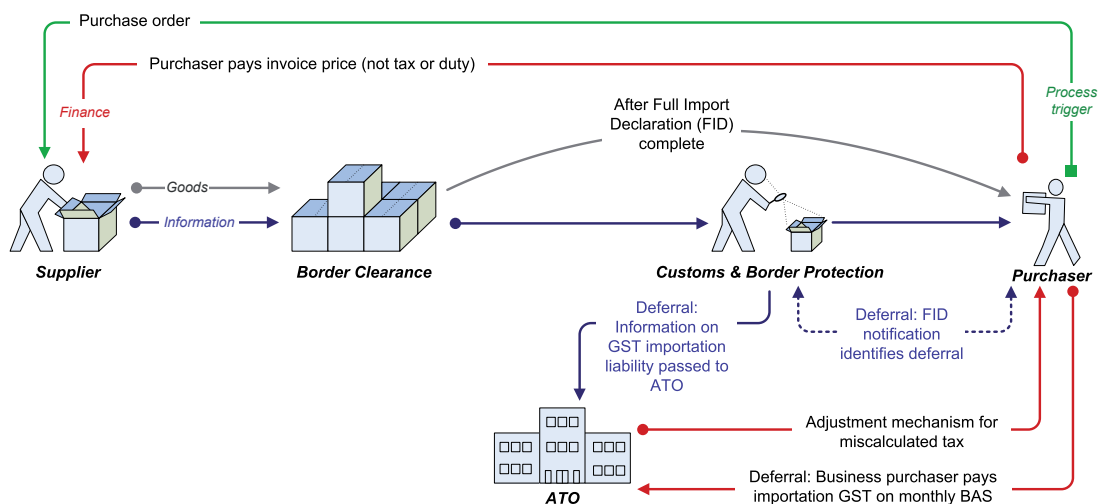 Purchase order
Purchaser pays invoice price (not tax or duty)
Finance
Process
trigger
After Full Import
Declaration (FID)
complete
Goods
Information
Supplier
Border Clearance
Customs & Border Protection
Purchaser
Deferral:
Information on
GST importation
liability passed to
ATO
Deferral: FID
notification
identifies deferral
Adjustment mechanism for
miscalculated tax
Deferral: Business purchaser pays
importation GST on monthly BAS
ATO